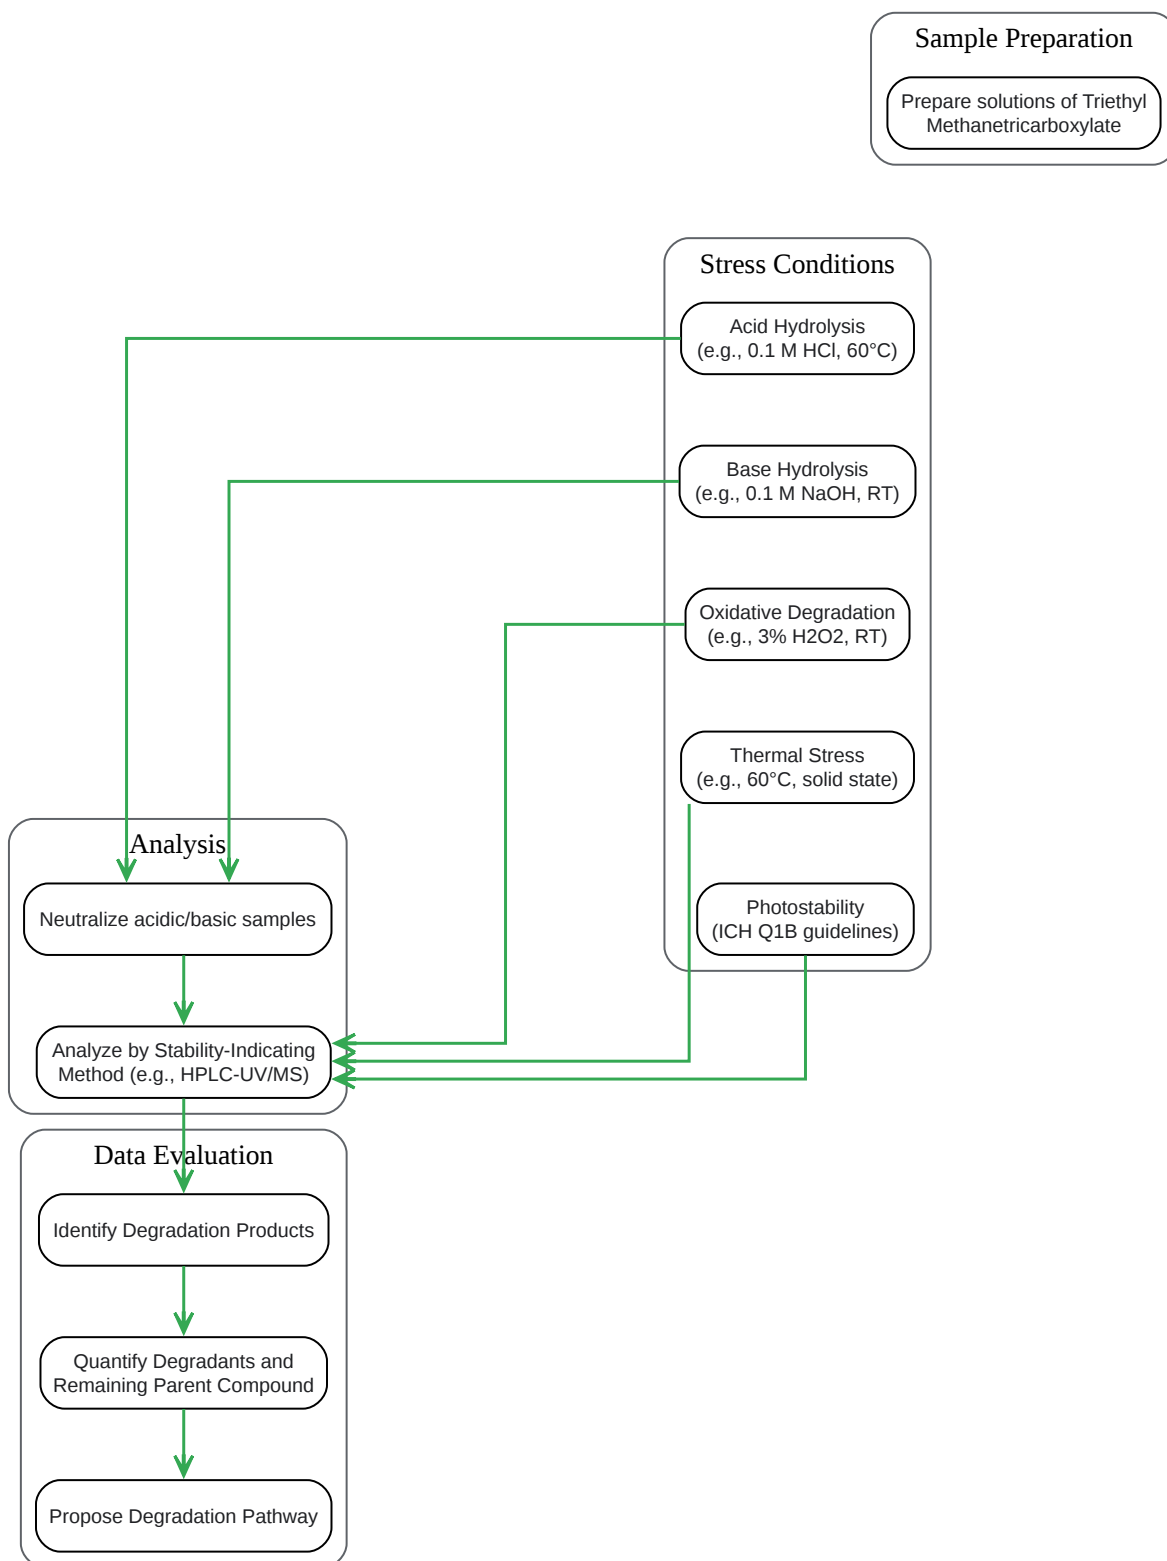 Sample Preparation
Prepare solutions of Triethyl
Methanetricarboxylate
Stress Conditions
Acid Hydrolysis
(e.g., 0.1 M HCl, 60°C)
Base Hydrolysis
(e.g., 0.1 M NaOH, RT)
Oxidative Degradation
(e.g., 3% H2O2, RT)
Thermal Stress
(e.g., 60°C, solid state)
Photostability
(ICH Q1B guidelines)
Analysis
Neutralize acidic/basic samples
Analyze by Stability-Indicating
Method (e.g., HPLC-UV/MS)
Data Evaluation
Identify Degradation Products
Quantify Degradants and
Remaining Parent Compound
Propose Degradation Pathway